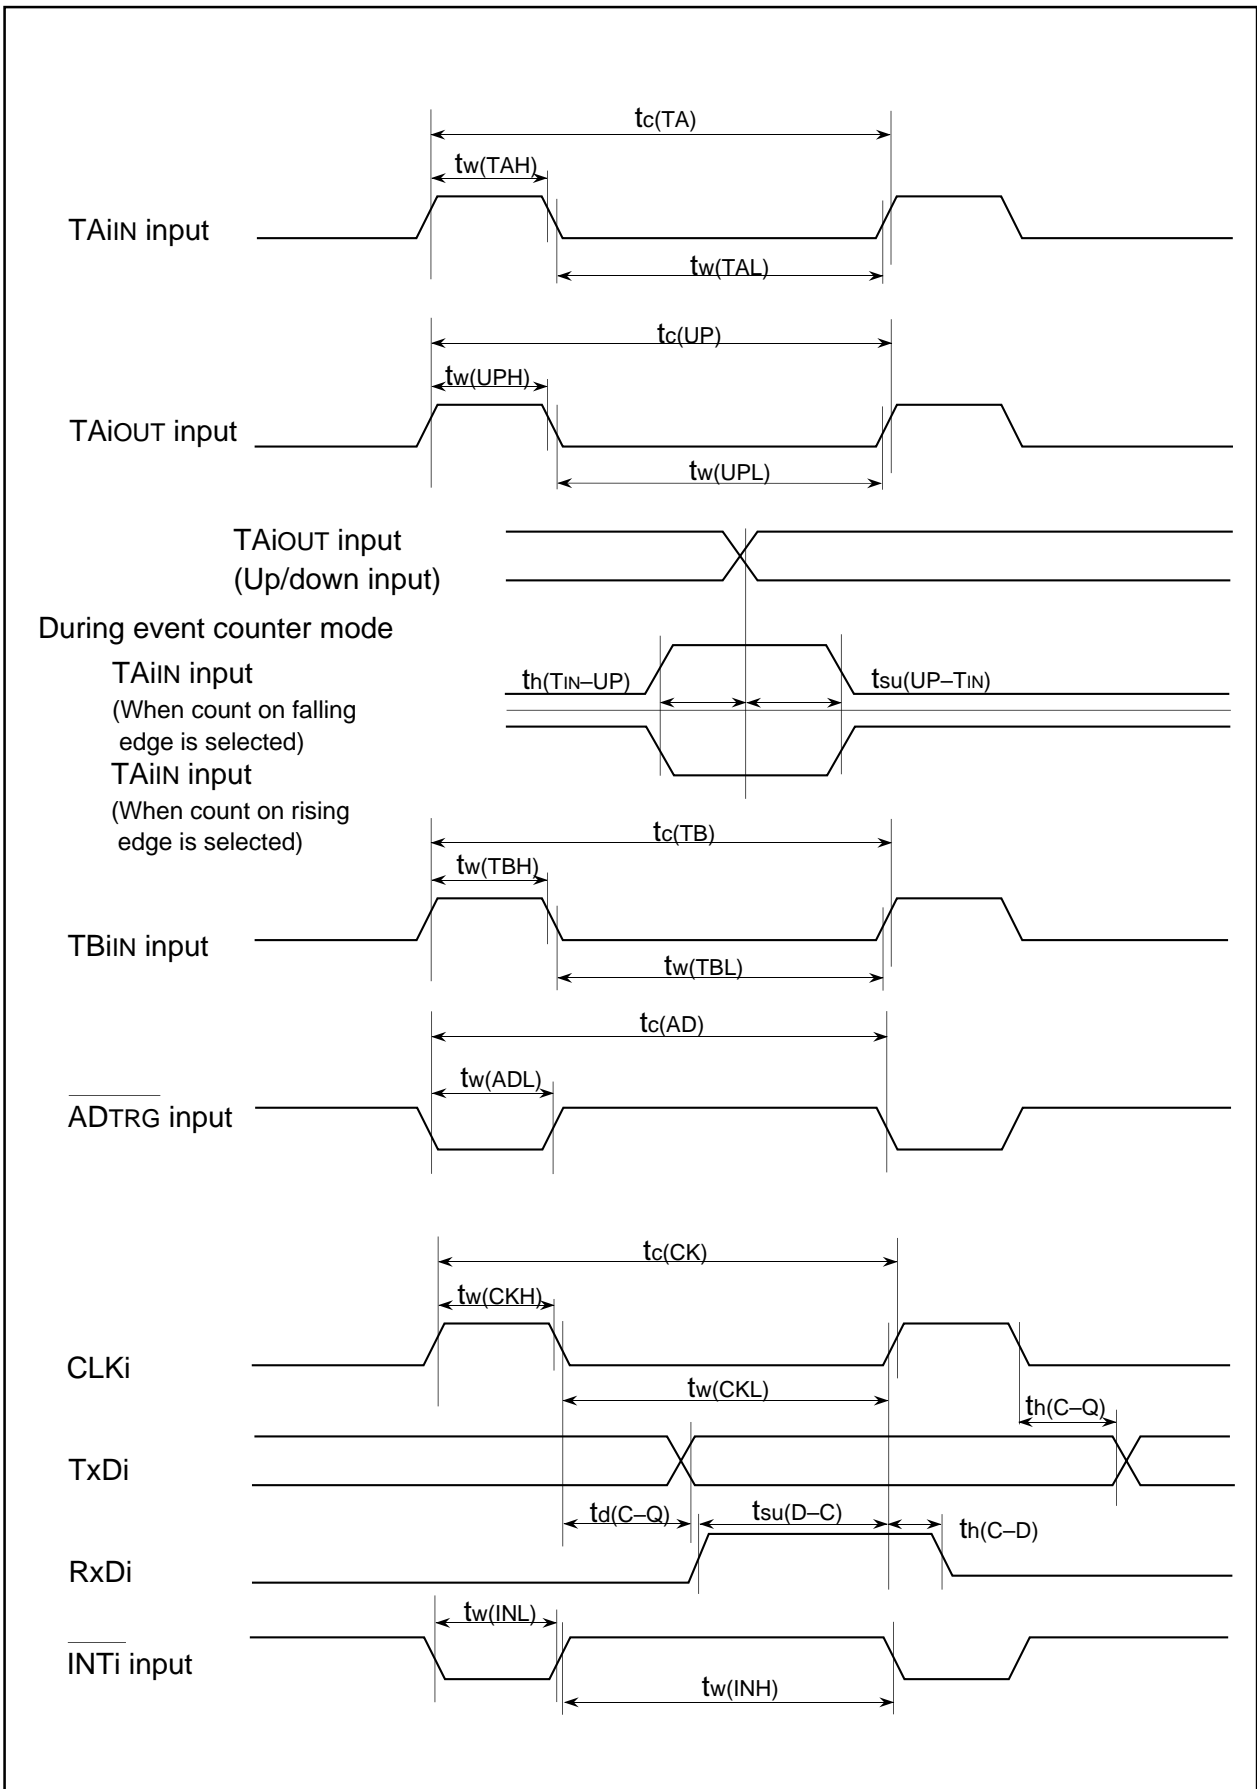 tc(TA)
tw(TAH)
TAiIN input
tw(TAL)
tc(UP)
tw(UPH)
TAiOUT input
tw(UPL)
TAiOUT input
(Up/down input)
During event counter mode
TAiIN input
(When count on falling
edge is selected)
th(TIN–UP)
tsu(UP–TIN)
TAiIN input
(When count on rising
edge is selected)
tc(TB)
tw(TBH)
TBiIN input
tw(TBL)
tc(AD)
tw(ADL)
ADTRG input
tc(CK)
tw(CKH)
CLKi
tw(CKL)
th(C–Q)
TxDi
td(C–Q)
tsu(D–C)
th(C–D)
RxDi
tw(INL)
INTi input
tw(INH)